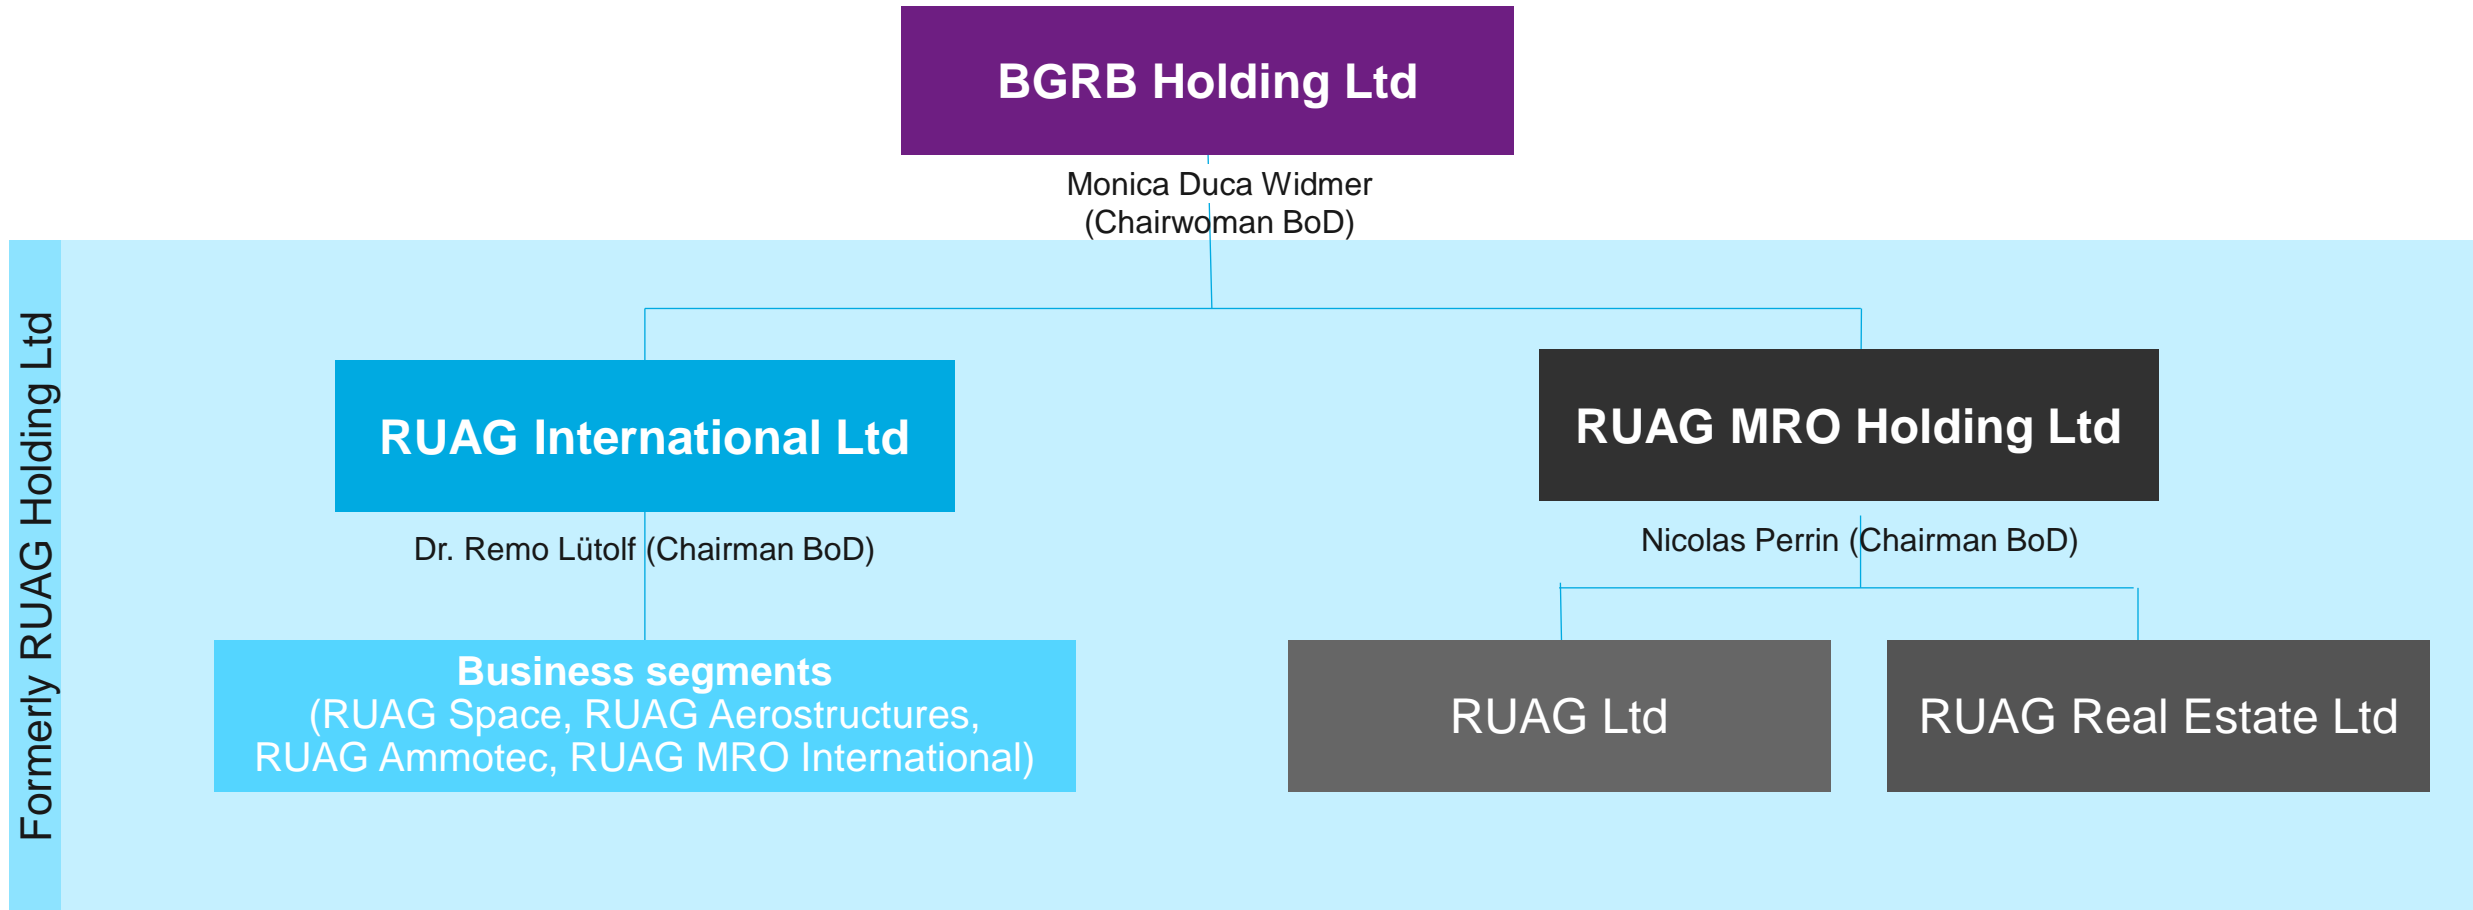 BGRB Holding Ltd
Monica Duca Widmer
(Chairwoman BoD)
Formerly RUAG Holding Ltd
RUAG International Ltd
RUAG MRO Holding Ltd
Dr. Remo Lütolf (Chairman BoD)
Nicolas Perrin (Chairman BoD)
Business segments
(RUAG Space, RUAG Aerostructures,
RUAG Ammotec, RUAG MRO International)
RUAG Ltd
RUAG Real Estate Ltd